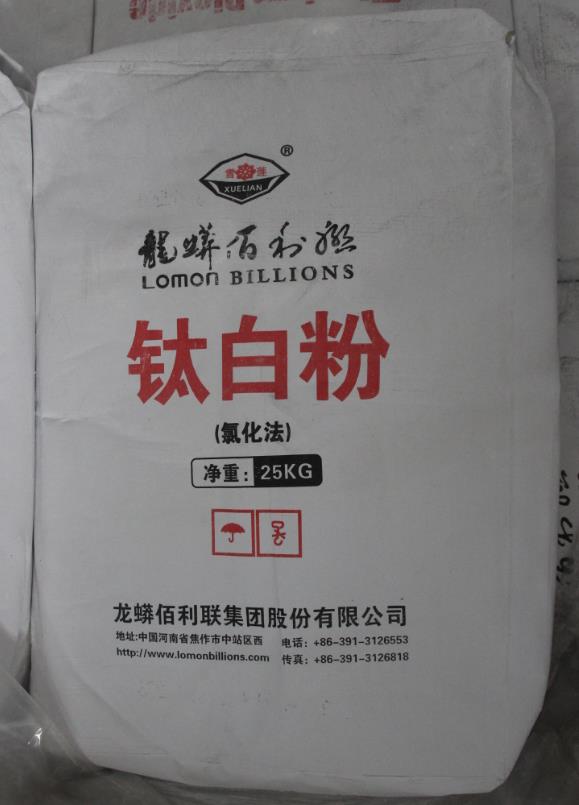 雪 莲 ®
XUELIAN
龍蟒佰利聯
LOMON BILLIONS
钛白粉
(氯化法)
净重: 25KG
龙蟒佰利联集团股份有限公司
地址:中国河南省焦作市中站区西 电话: +86-391-3126553
http://www.lomonbillions.com 传真: +86-391-3126818